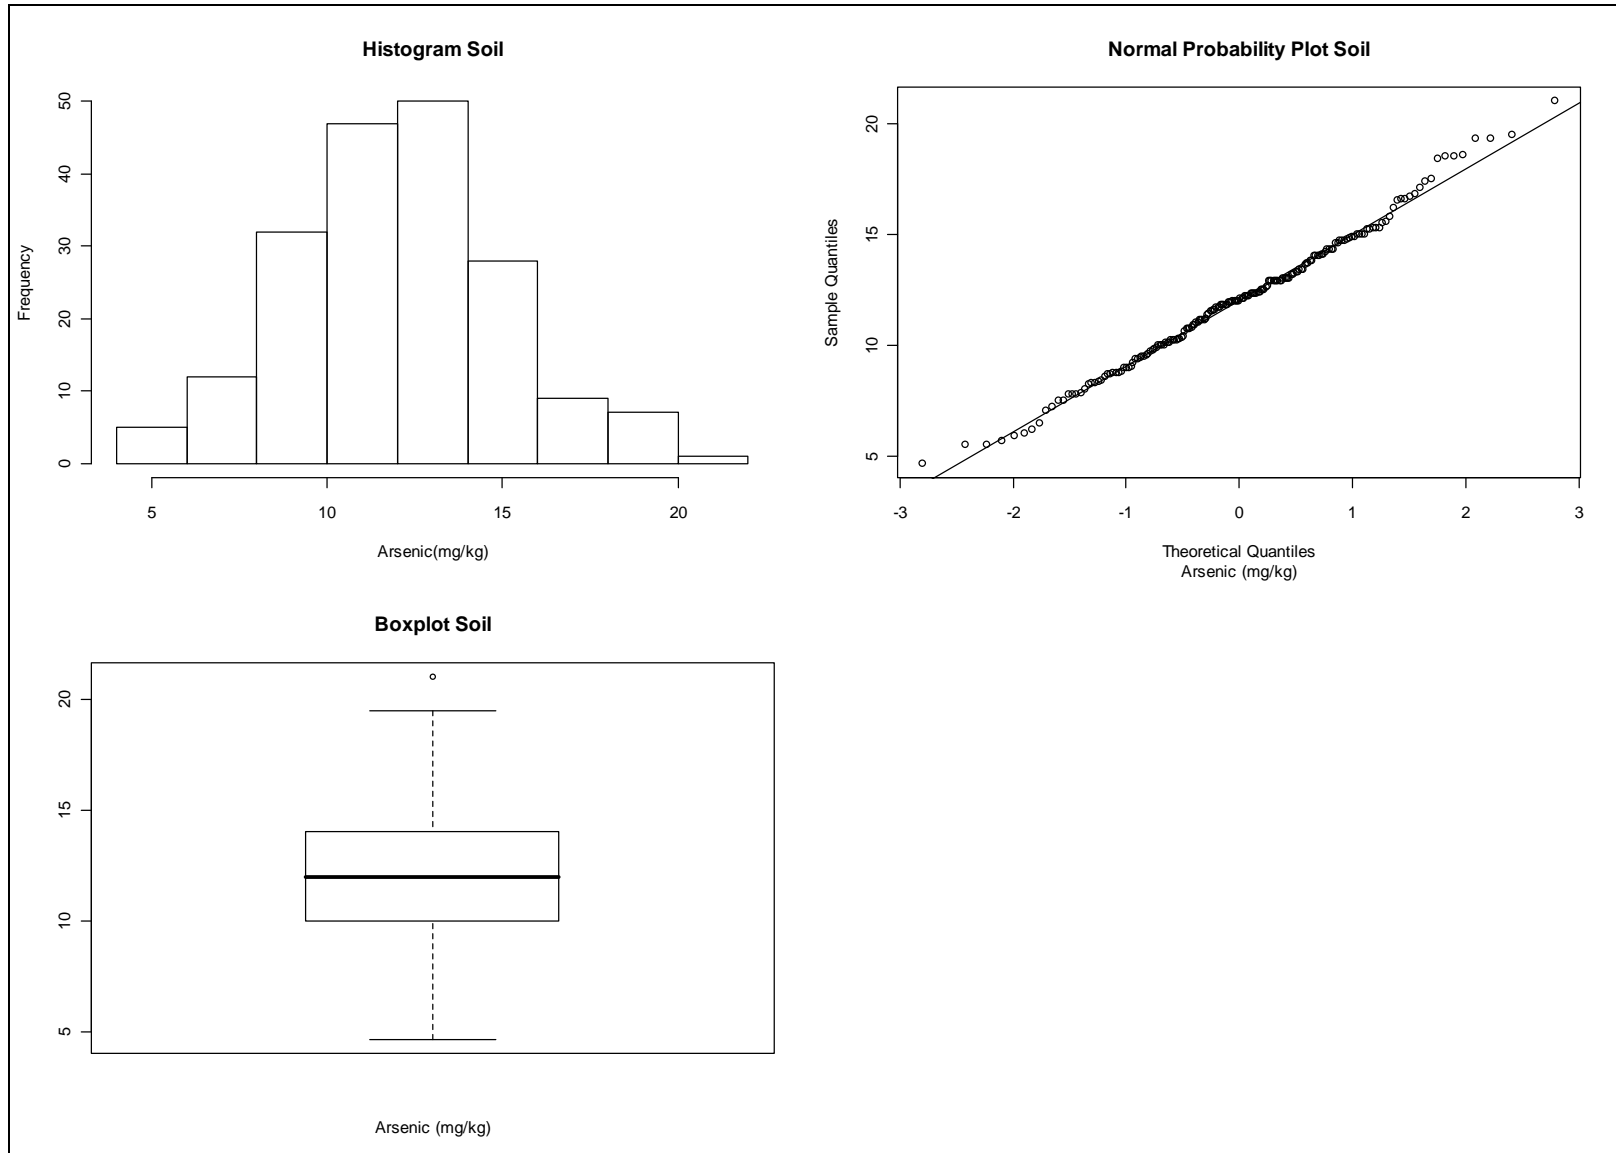 Histogram Soil
Frequency
0
10
20
30
40
50
5
10
15
20
Arsenic(mg/kg)
Normal Probability Plot Soil
Sample Quantiles
5
10
15
20
-3
-2
-1
0
1
2
3
Theoretical Quantiles
Arsenic (mg/kg)
Boxplot Soil
5
10
15
20
Arsenic (mg/kg)